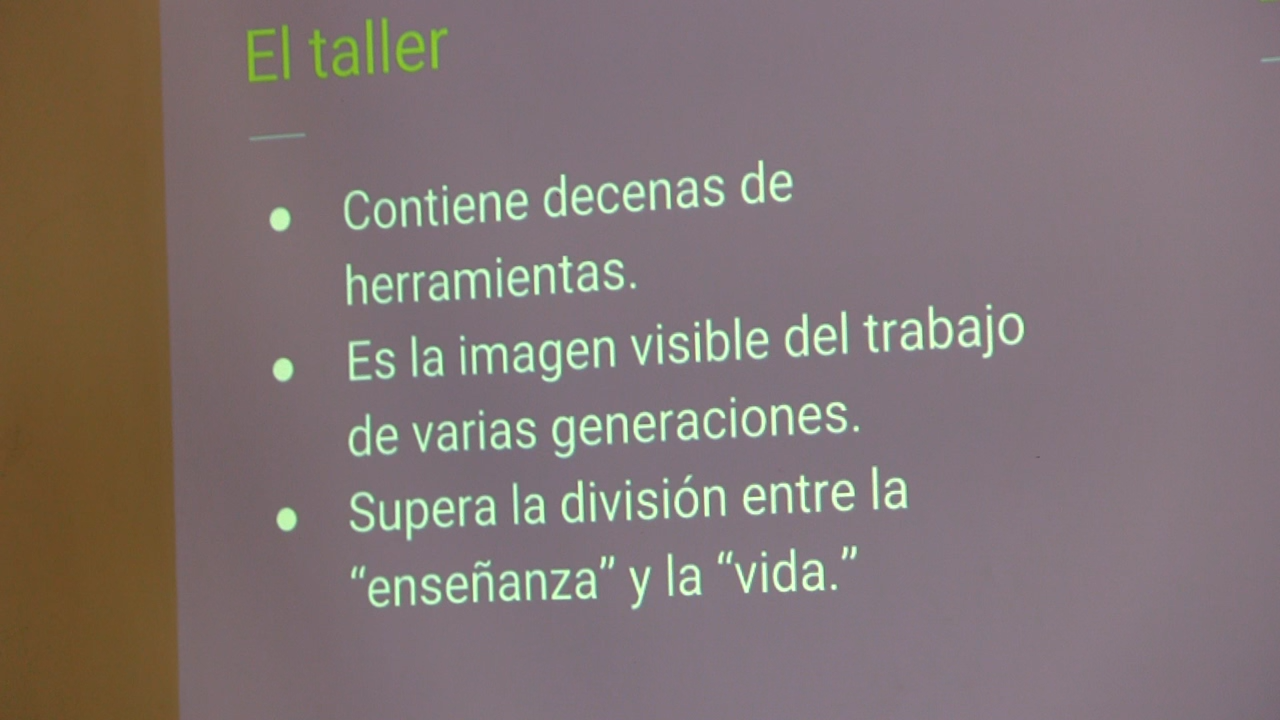 El taller
● Contiene decenas de
herramientas.
● Es la imagen visible del trabajo
de varias generaciones.
● Supera la división entre la
“enseñanza” y la “vida.”